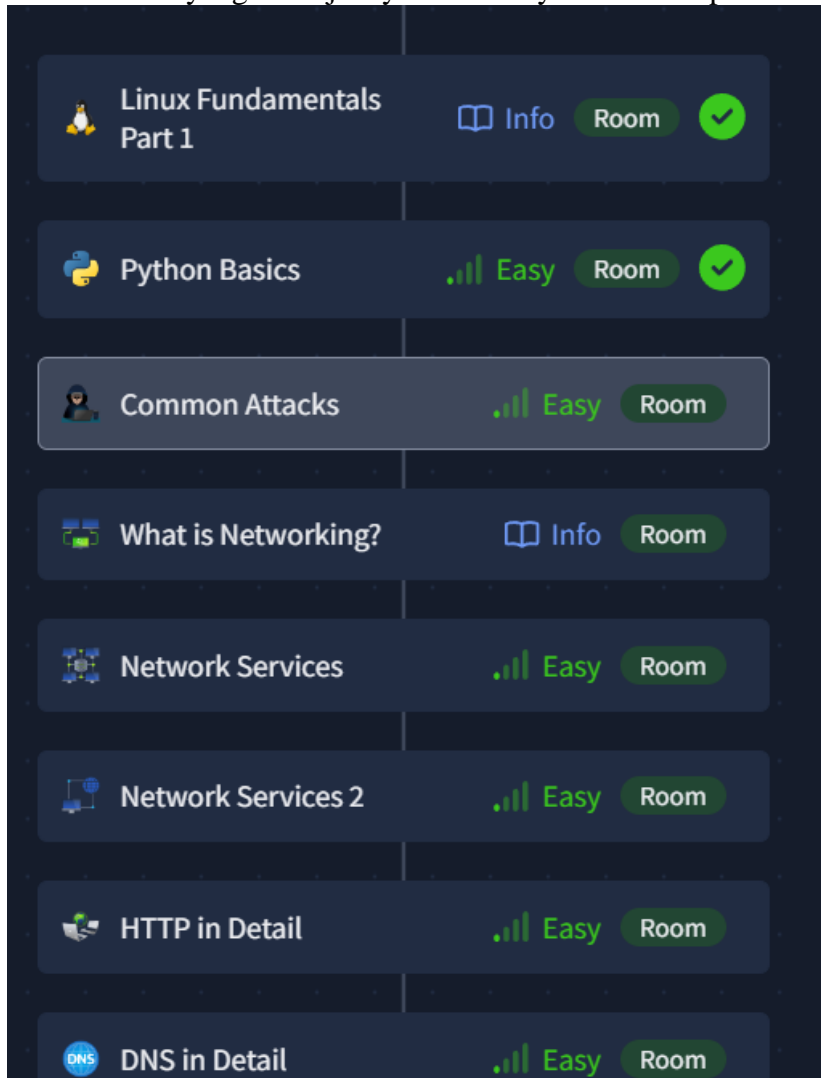 Linux Fundamentals
Part 1
Info Room
Python Basics Easy Room
Common Attacks Easy Room
What is Networking? Info Room
Network Services Easy Room
Network Services 2 Easy Room
HTTP in Detail Easy Room
DNS DNS in Detail Easy Room